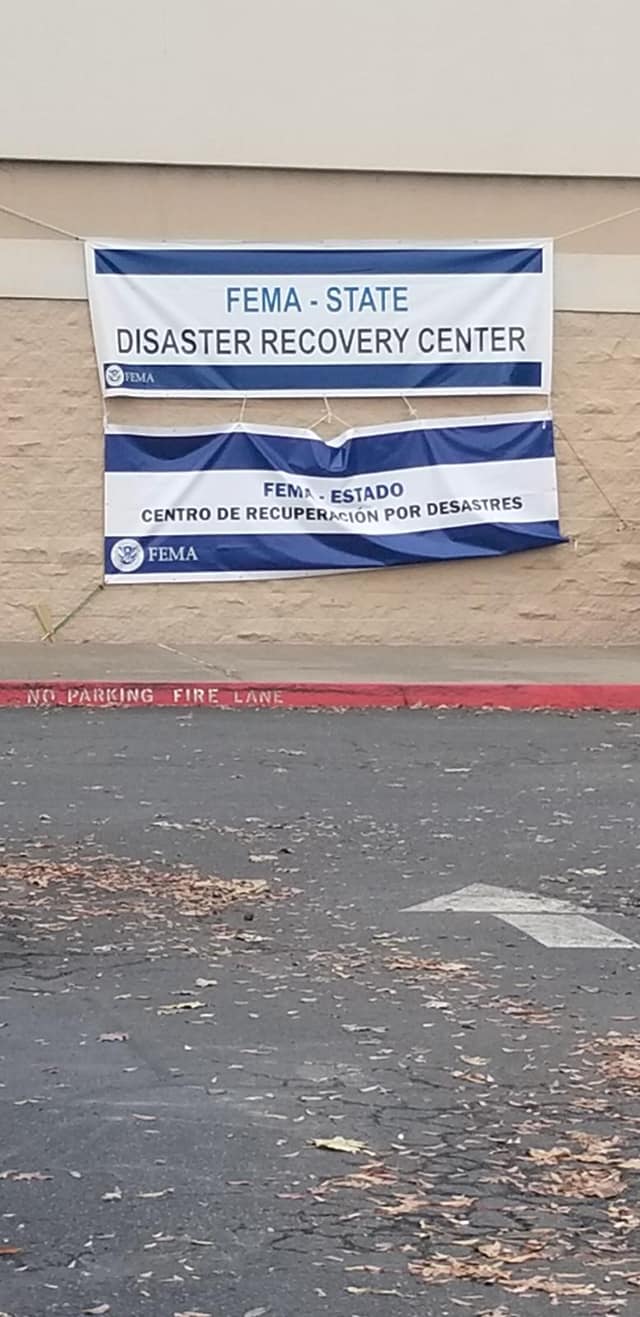 FEMA - STATE
DISASTER RECOVERY CENTER
FEMA
FEMA - ESTADO
CENTRO DE RECUPERACIÓN POR DESASTRES
FEMA
NO PARKING FIRE LANE